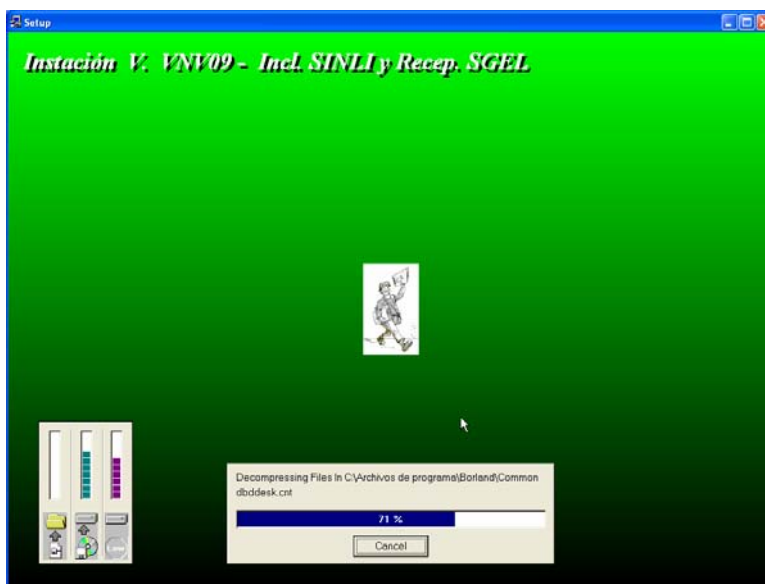 Setup
Instación V. VNV09 - Incl. SINLI y Recep. SGEL
Decompressing Files In C:\Archivos de programa\Borland\Common
dbddesk.cnt
71 %
Cancel